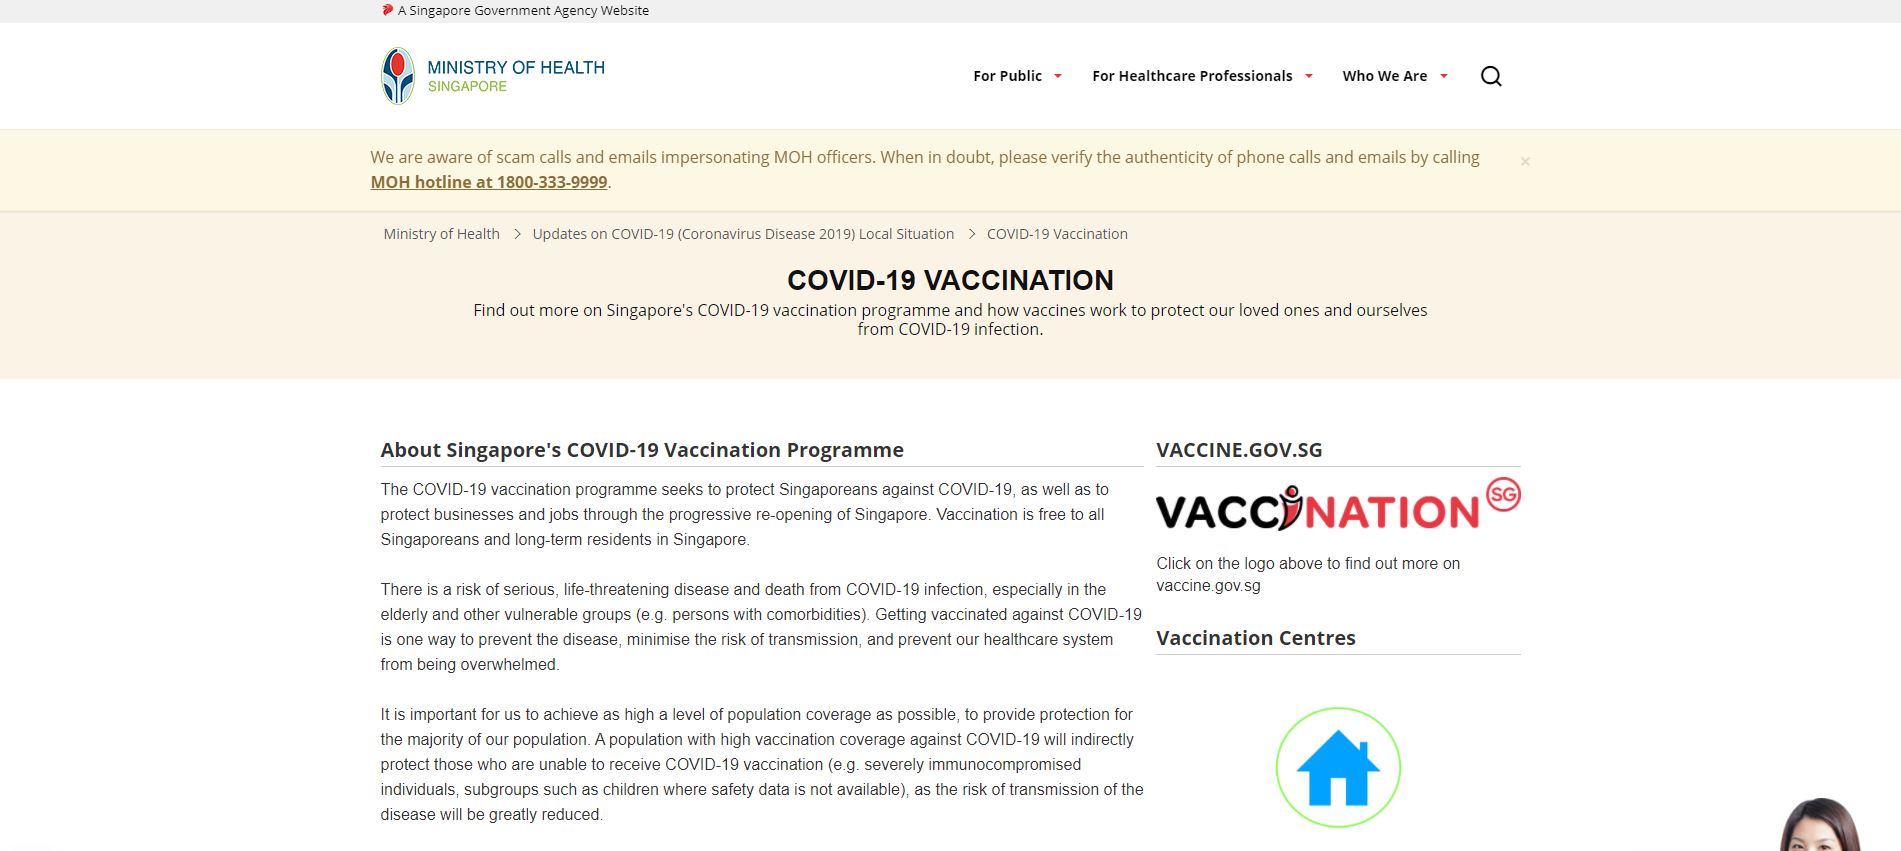 A Singapore Government Agency Website
MINISTRY OF HEALTH
SINGAPORE
For Public
For Healthcare Professionals
Who We Are
We are aware of scam calls and emails impersonating MOH officers. When in doubt, please verify the authenticity of phone calls and emails by calling
MOH hotline at 1800-333-9999.
×
Ministry of Health > Updates on COVID-19 (Coronavirus Disease 2019) Local Situation > COVID-19 Vaccination
COVID-19 VACCINATION
Find out more on Singapore's COVID-19 vaccination programme and how vaccines work to protect our loved ones and ourselves
from COVID-19 infection.
About Singapore's COVID-19 Vaccination Programme
The COVID-19 vaccination programme seeks to protect Singaporeans against COVID-19, as well as to
protect businesses and jobs through the progressive re-opening of Singapore. Vaccination is free to all
Singaporeans and long-term residents in Singapore.
There is a risk of serious, life-threatening disease and death from COVID-19 infection, especially in the
elderly and other vulnerable groups (e.g. persons with comorbidities). Getting vaccinated against COVID-19
is one way to prevent the disease, minimise the risk of transmission, and prevent our healthcare system
from being overwhelmed.
It is important for us to achieve as high a level of population coverage as possible, to provide protection for
the majority of our population. A population with high vaccination coverage against COVID-19 will indirectly
protect those who are unable to receive COVID-19 vaccination (e.g. severely immunocompromised
individuals, subgroups such as children where safety data is not available), as the risk of transmission of the
disease will be greatly reduced.
VACCINE.GOV.SG
VACCINATION SG
Click on the logo above to find out more on
vaccine.gov.sg
Vaccination Centres